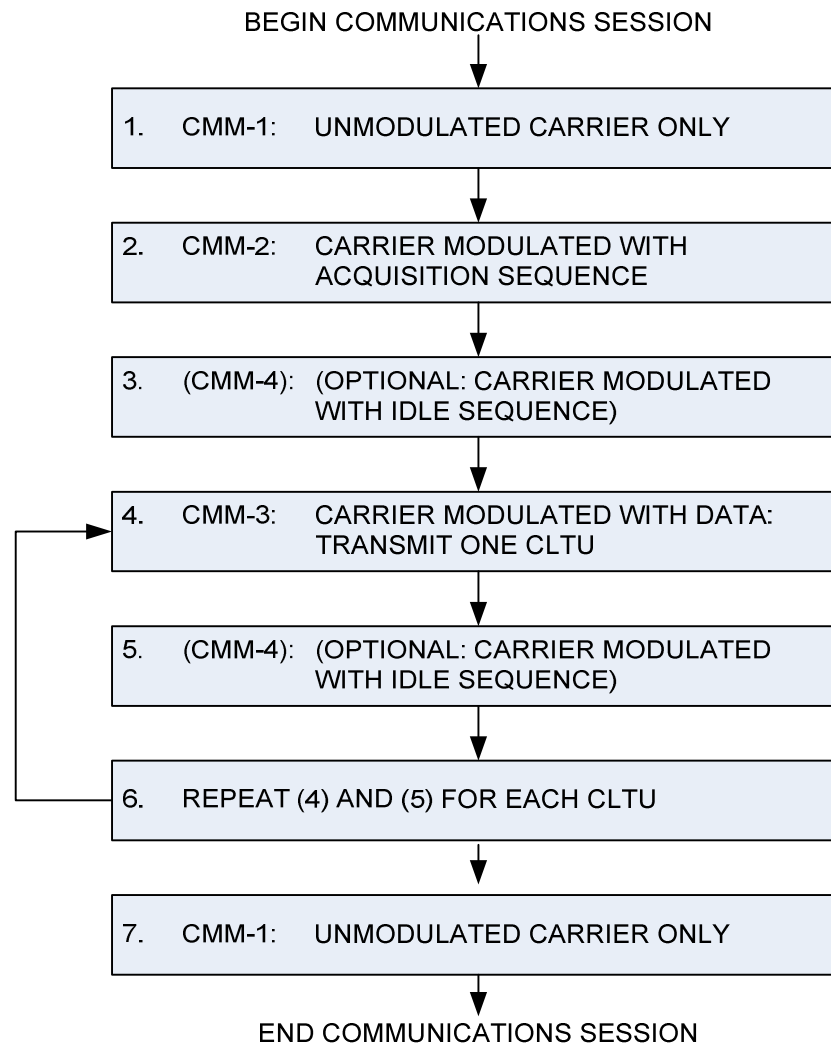 BEGIN COMMUNICATIONS SESSION
1. CMM-1: UNMODULATED CARRIER ONLY
2. CMM-2: CARRIER MODULATED WITH
ACQUISITION SEQUENCE
3. (CMM-4): (OPTIONAL: CARRIER MODULATED
WITH IDLE SEQUENCE)
4. CMM-3: CARRIER MODULATED WITH DATA:
TRANSMIT ONE CLTU
5. (CMM-4): (OPTIONAL: CARRIER MODULATED
WITH IDLE SEQUENCE)
6. REPEAT (4) AND (5) FOR EACH CLTU
7. CMM-1: UNMODULATED CARRIER ONLY
END COMMUNICATIONS SESSION